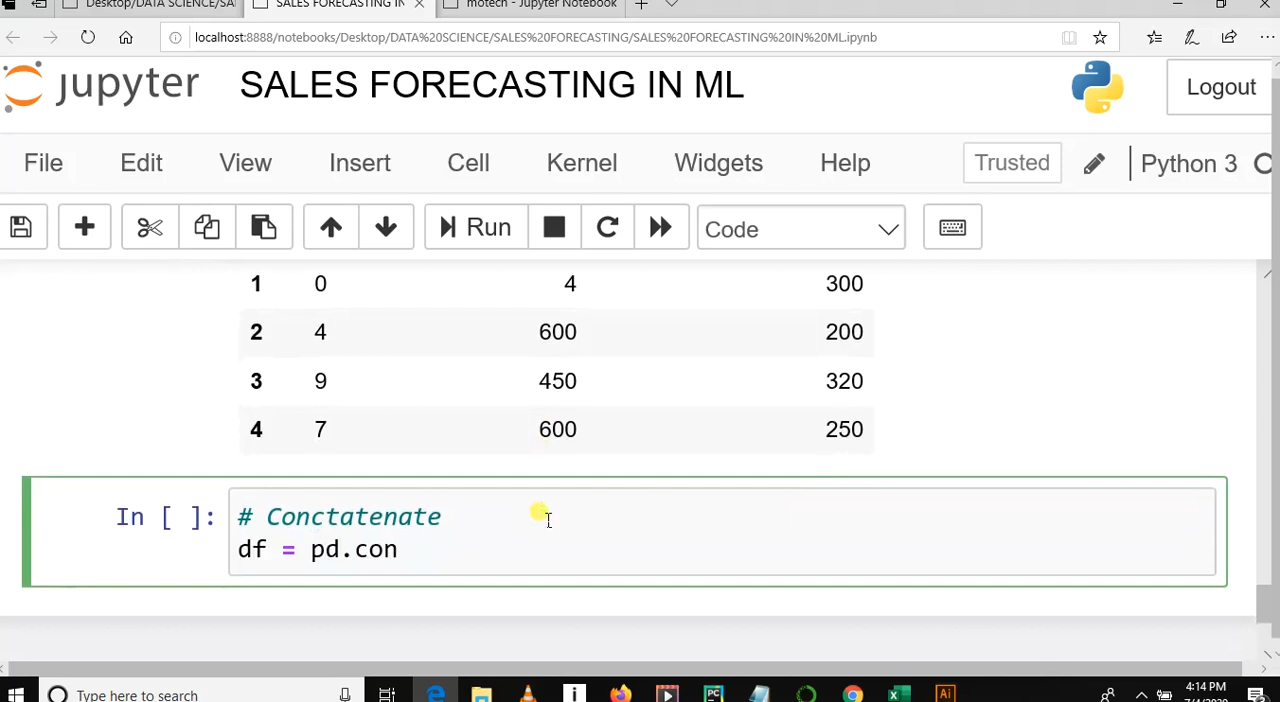 Desktop/DATA SCIENCE/SA
SALES FORECASTING IN
motech - Jupyter Notebook
localhost:8888/notebooks/Desktop/DATA%20SCIENCE/SALES%20FORECASTING/SALES%20FORECASTING%20IN%20ML.ipynb
jupyter SALES FORECASTING IN ML
Logout
File Edit View Insert Cell Kernel Widgets Help Trusted Python 3
Run Code
1 0 4 300
2 4 600 200
3 9 450 320
4 7 600 250
In [ ]: # Conctatenate
df = pd.con
Type here to search
PC
Ai
4:14 PM